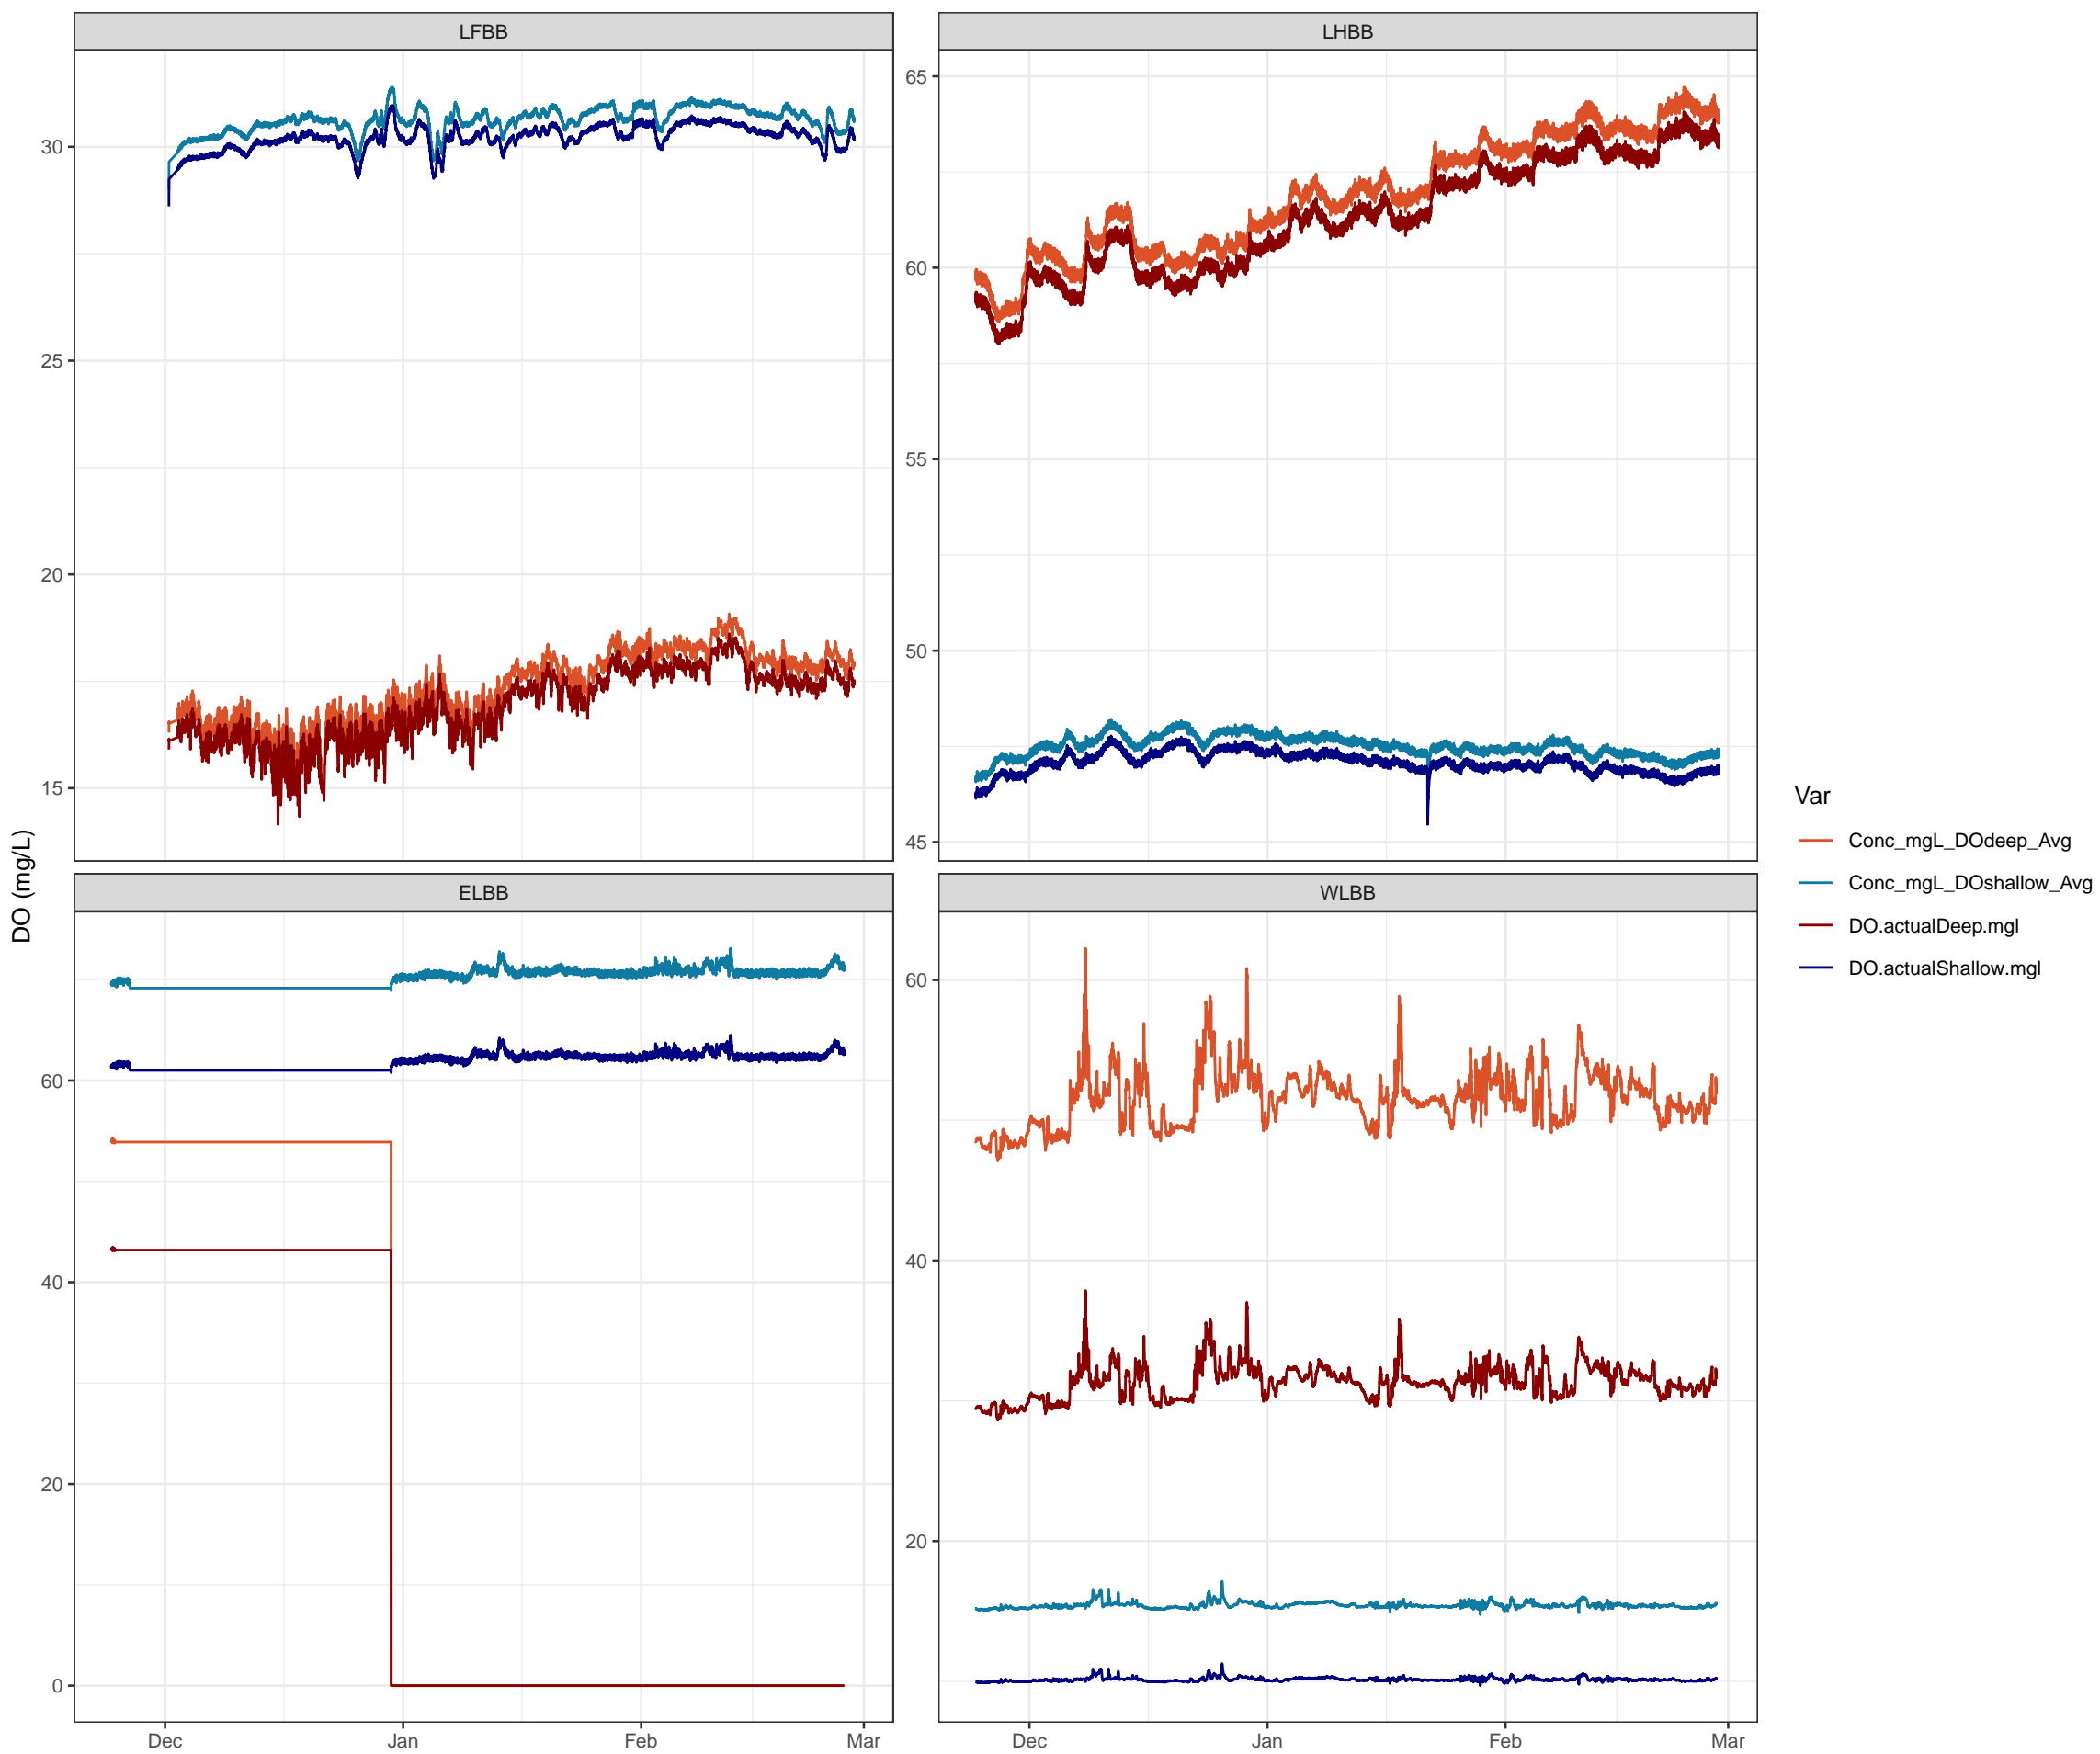 LFBB
LHBB
30
25
20
15
65
60
55
50
45
DO (mg/L)
ELBB
WLBB
60
40
20
0
60
40
20
Dec
Jan
Feb
Mar
Dec
Jan
Feb
Mar
Var
Conc_mgL_DOdeep_Avg
Conc_mgL_DOshallow_Avg
DO.actualDeep.mgl
DO.actualShallow.mgl